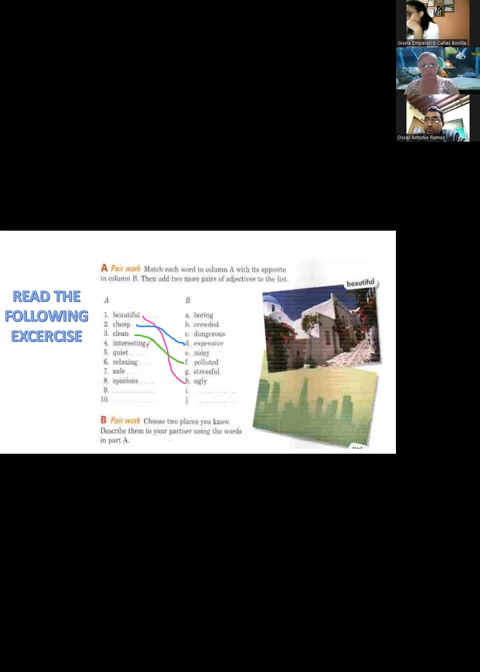 Gisela Emperatriz Cañas Bonilla
Oscar Antonio Ramos
READ THE
FOLLOWING
EXCERCISE
A Pair work Match each word in column A with its opposite
in column B. Then add two more pairs of adjectives to the list.
A B
1. beautiful a. boring
2. cheap b. crowded
3. clean c. dangerous
4. interesting d. expensive
5. quiet e. noisy
6. relaxing f. polluted
7. safe g. stressful
8. spacious h. ugly
9. i.
10. j.
B Pair work Choose two places you know.
Describe them to your partner using the words
in part A.
beautiful